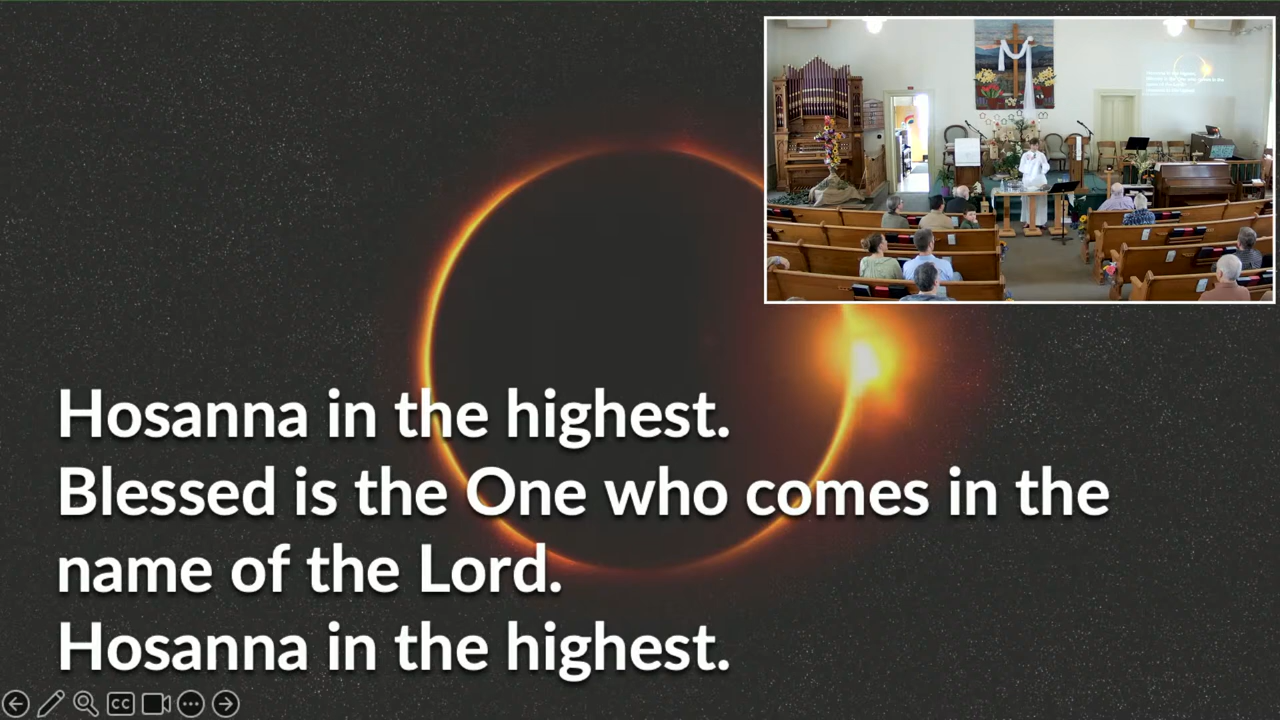 Hosanna in the highest.
Blessed is the One who comes in the
name of the Lord.
Hosanna in the highest.
CC